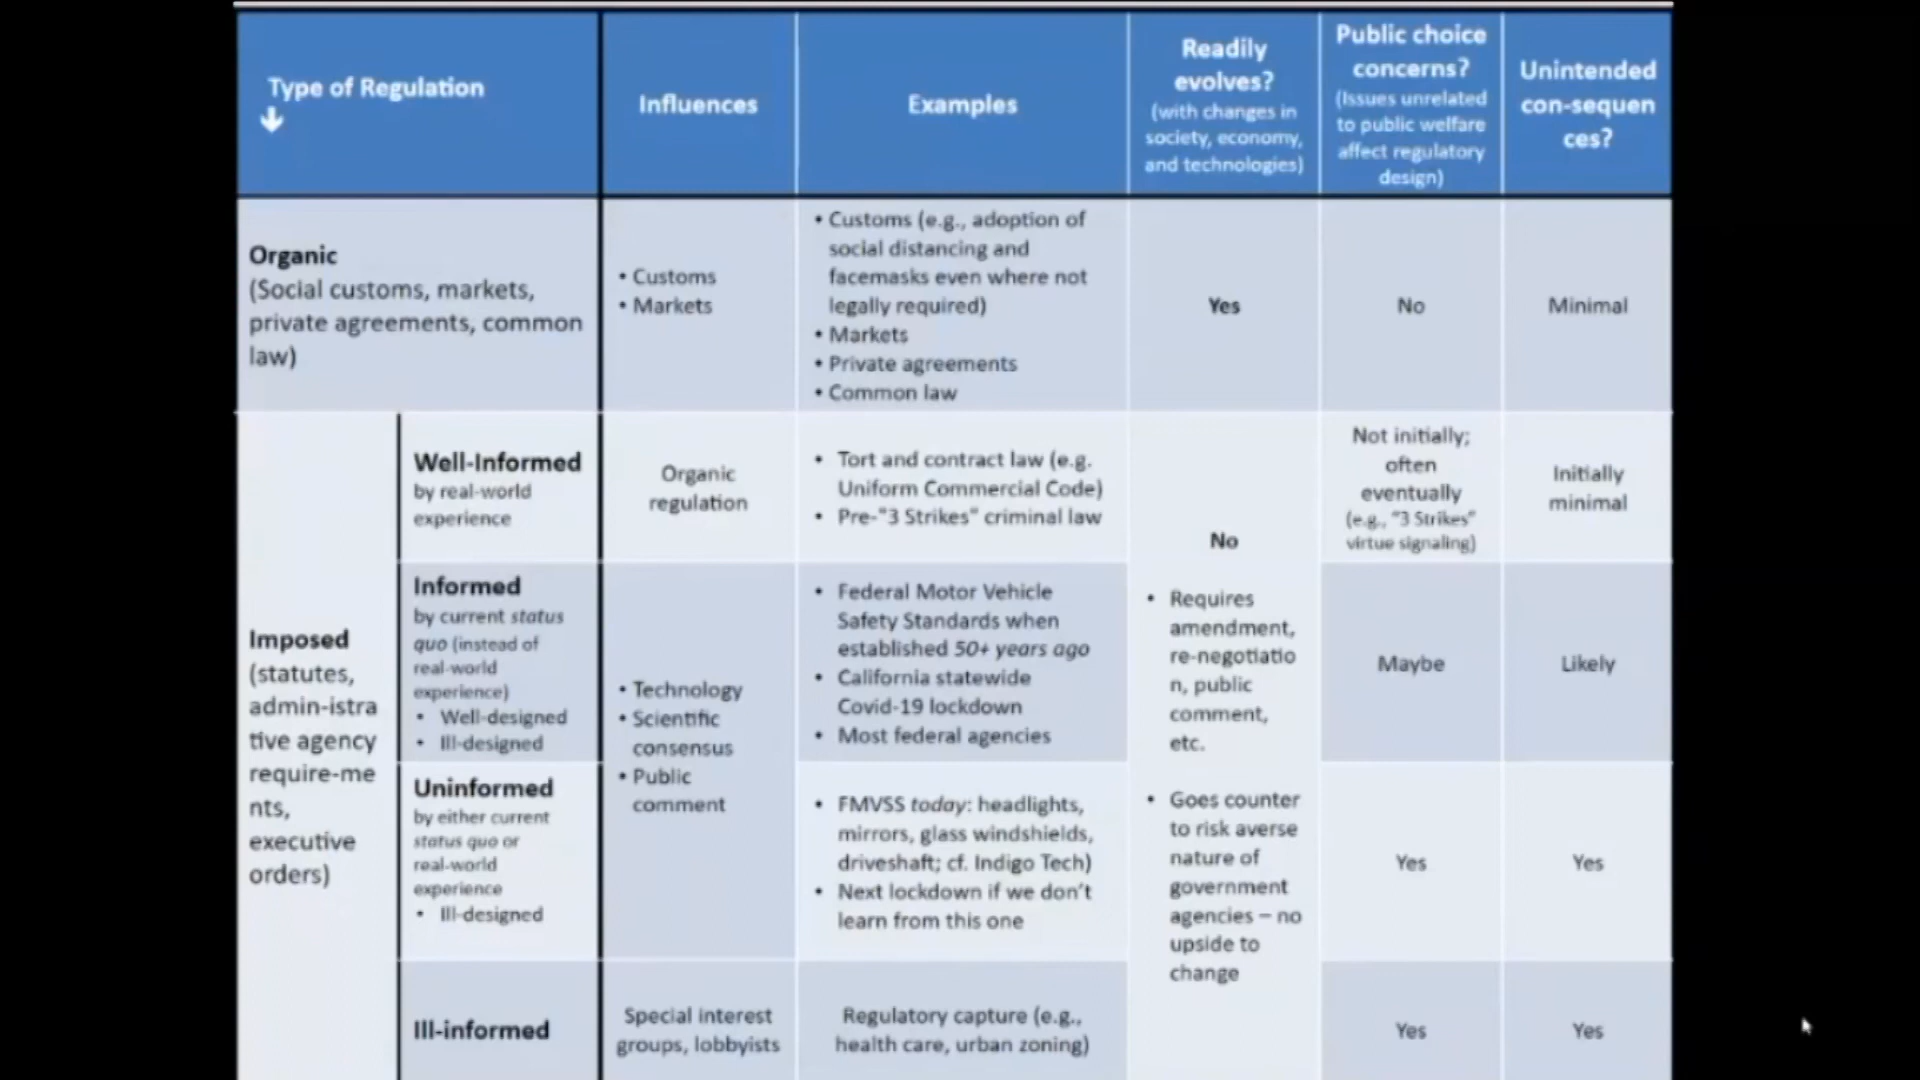 Type of Regulation
↓
Influences
Examples
Readily
evolves?
(with changes in
society, economy,
and technologies)
Public choice
concerns?
(Issues unrelated
to public welfare
affect regulatory
design)
Unintended
con-sequen
ces?
Organic
(Social customs, markets,
private agreements, common
law)
• Customs
• Markets
• Customs (e.g., adoption of
social distancing and
facemasks even where not
legally required)
• Markets
• Private agreements
• Common law
Yes
No
Minimal
Imposed
(statutes,
admin-istra
tive agency
require-me
nts,
executive
orders)
Well-Informed
by real-world
experience
Organic
regulation
• Tort and contract law (e.g.
Uniform Commercial Code)
• Pre-"3 Strikes" criminal law
No
• Requires
amendment,
re-negotiatio
n, public
comment,
etc.
• Goes counter
to risk averse
nature of
government
agencies – no
upside to
change
Not initially;
often
eventually
(e.g., "3 Strikes"
virtue signaling)
Initially
minimal
Informed
by current status
quo (instead of
real-world
experience)
• Well-designed
• Ill-designed
• Technology
• Scientific
consensus
• Public
comment
• Federal Motor Vehicle
Safety Standards when
established 50+ years ago
• California statewide
Covid-19 lockdown
• Most federal agencies
Maybe
Likely
Uninformed
by either current
status quo or
real-world
experience
• Ill-designed
• FMVSS today: headlights,
mirrors, glass windshields,
driveshaft; cf. Indigo Tech)
• Next lockdown if we don't
learn from this one
Yes
Yes
Ill-informed
Special interest
groups, lobbyists
Regulatory capture (e.g.,
health care, urban zoning)
Yes
Yes